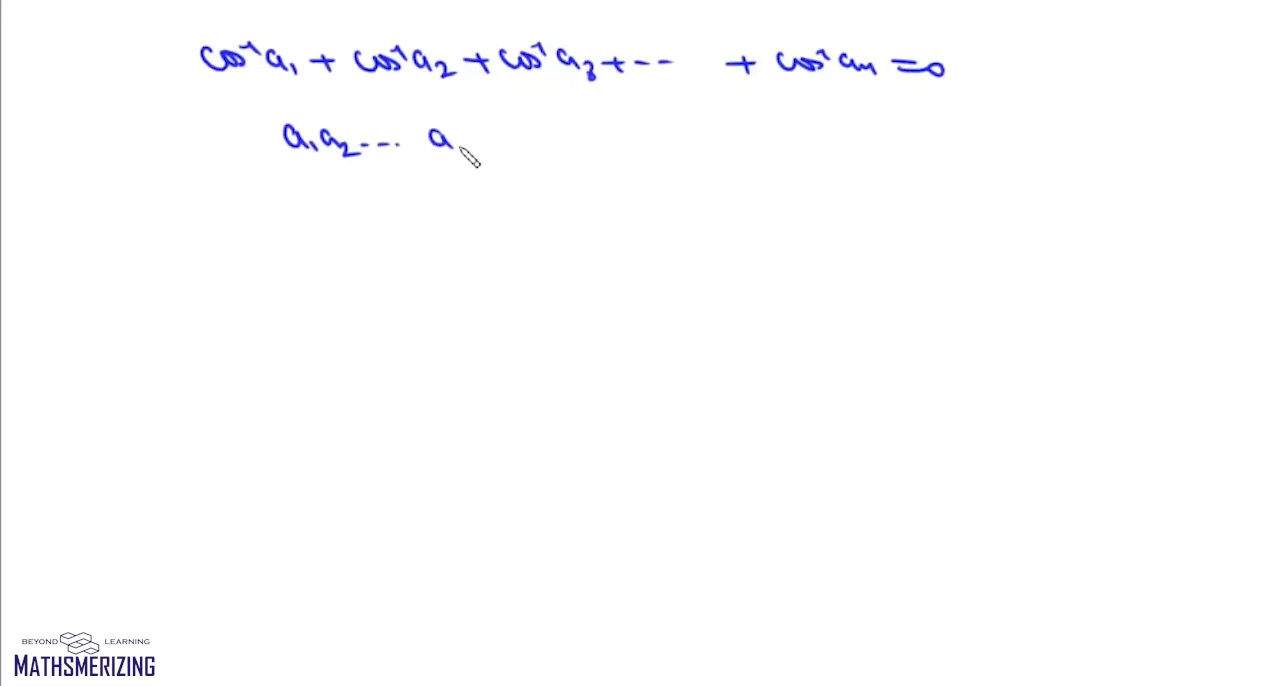 cos⁻¹a₁ + cos⁻¹a₂ + cos⁻¹a₃ + --- + cos⁻¹aₙ = 0
a₁a₂--- a
BEYOND LEARNING
MATHSMERIZING